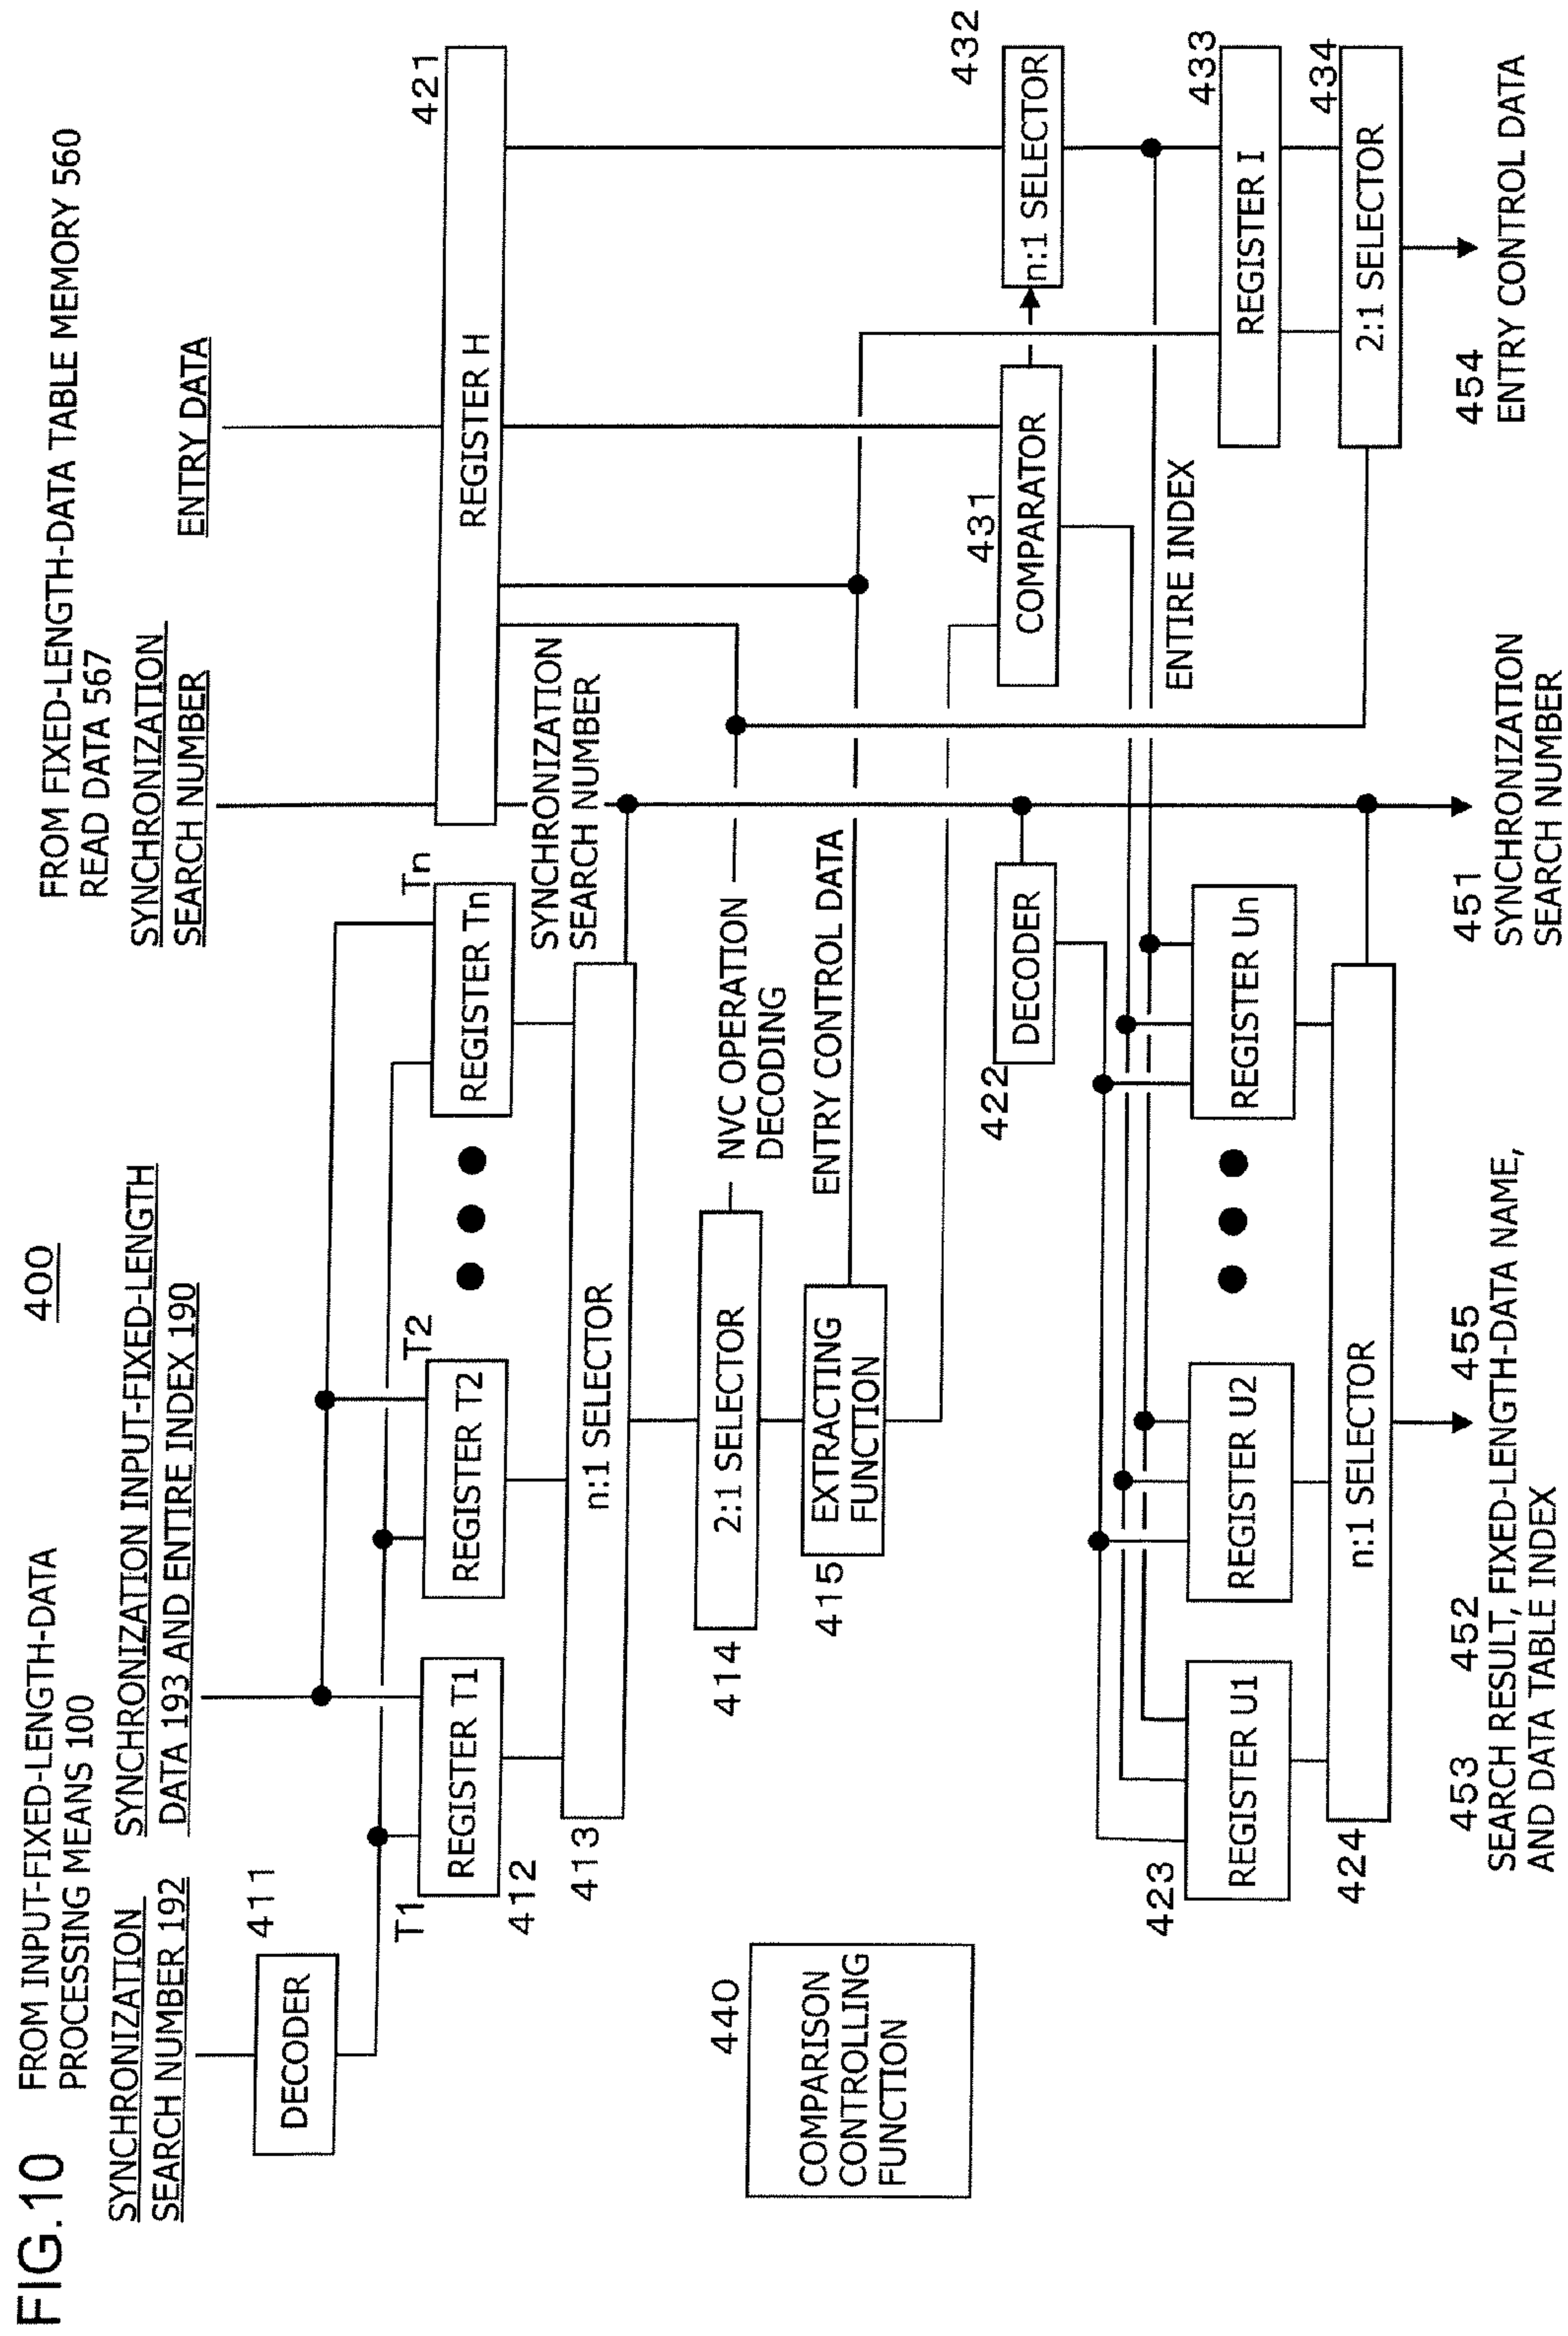 FIG.10
400
FROM INPUT-FIXED-LENGTH-DATA
PROCESSING MEANS 100
SYNCHRONIZATION
SEARCH NUMBER 192
SYNCHRONIZATION INPUT-FIXED-LENGTH
DATA 193 AND ENTIRE INDEX 190
FROM FIXED-LENGTH-DATA TABLE MEMORY 560
READ DATA 567
SYNCHRONIZATION
SEARCH NUMBER
ENTRY DATA
411
DECODER
T1
REGISTER T1
412
T2
REGISTER T2
Tn
REGISTER Tn
421
REGISTER H
413
n:1 SELECTOR
SYNCHRONIZATION
SEARCH NUMBER
414
2:1 SELECTOR
NVC OPERATION
DECODING
415
EXTRACTING
FUNCTION
ENTRY CONTROL DATA
440
COMPARISON
CONTROLLING
FUNCTION
422
DECODER
431
COMPARATOR
432
n:1 SELECTOR
ENTIRE INDEX
423
REGISTER U1
REGISTER U2
REGISTER Un
433
REGISTER I
424
n:1 SELECTOR
434
2:1 SELECTOR
453
452
455
SEARCH RESULT, FIXED-LENGTH-DATA NAME,
AND DATA TABLE INDEX
451
SYNCHRONIZATION
SEARCH NUMBER
454
ENTRY CONTROL DATA